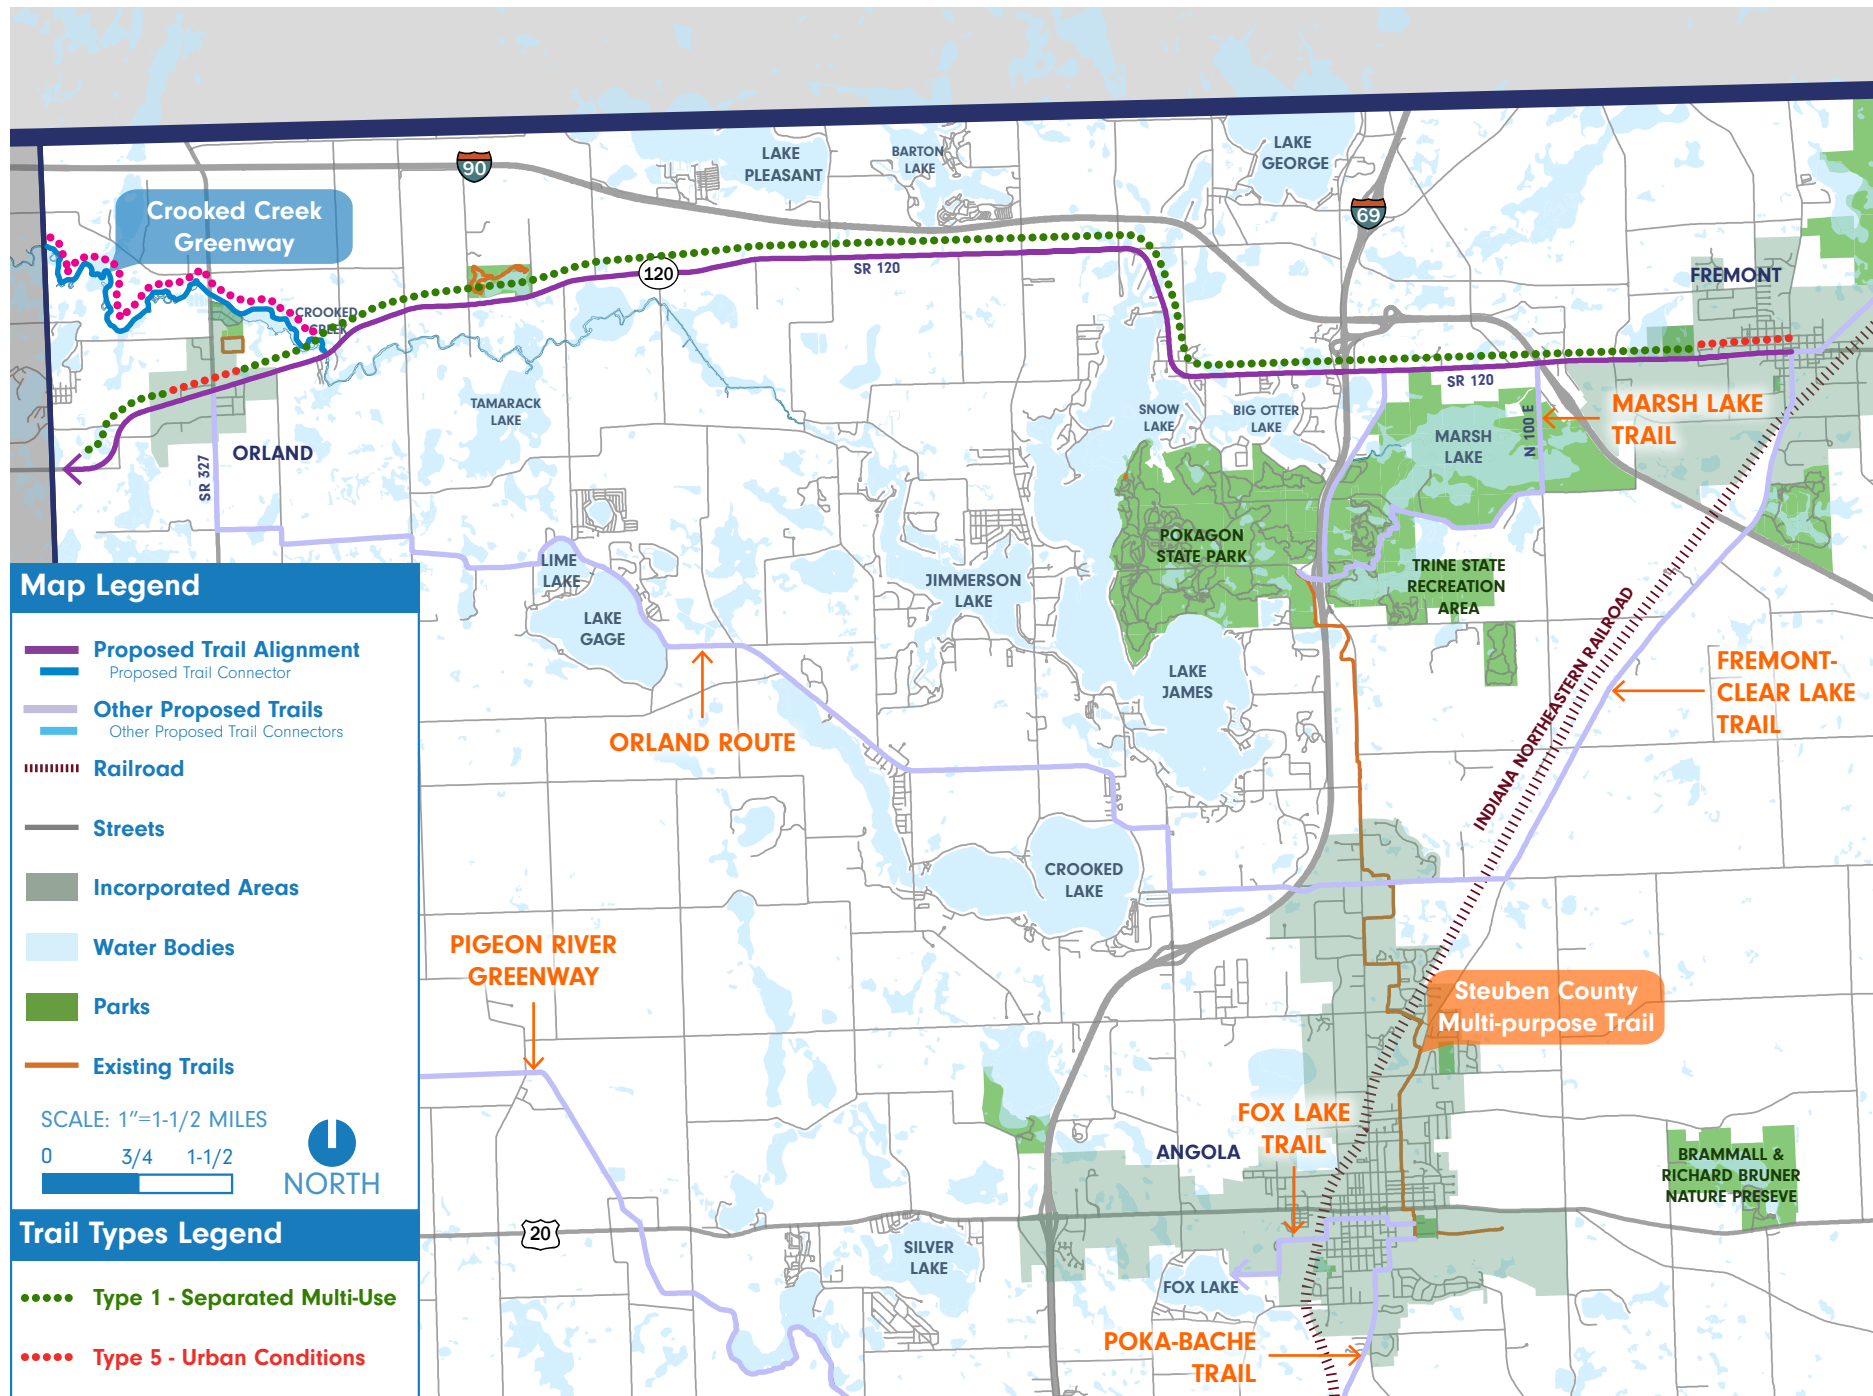 LAKE
PLEASANT
BARTON
LAKE
LAKE
GEORGE
90
69
Crooked Creek
Greenway
120
SR 120
FREMONT
CROOKED
CREEK
SR 120
TAMARACK
LAKE
SNOW
LAKE
BIG OTTER
LAKE
MARSH
LAKE
N 100 E
MARSH LAKE
TRAIL
ORLAND
SR 327
POKAGON
STATE PARK
TRINE STATE
RECREATION
AREA
LIME
LAKE
LAKE
GAGE
JIMMERSON
LAKE
LAKE
JAMES
INDIANA NORTHEASTERN RAILROAD
FREMONT-
CLEAR LAKE
TRAIL
ORLAND ROUTE
CROOKED
LAKE
PIGEON RIVER
GREENWAY
Steuben County
Multi-purpose Trail
FOX LAKE
TRAIL
ANGOLA
BRAMMALL &
RICHARD BRUNER
NATURE PRESEVE
20
SILVER
LAKE
FOX LAKE
POKA-BACHE
TRAIL
Map Legend
Proposed Trail Alignment
Proposed Trail Connector
Other Proposed Trails
Other Proposed Trail Connectors
Railroad
Streets
Incorporated Areas
Water Bodies
Parks
Existing Trails
SCALE: 1"=1-1/2 MILES
0 3/4 1-1/2
NORTH
Trail Types Legend
Type 1 - Separated Multi-Use
Type 5 - Urban Conditions